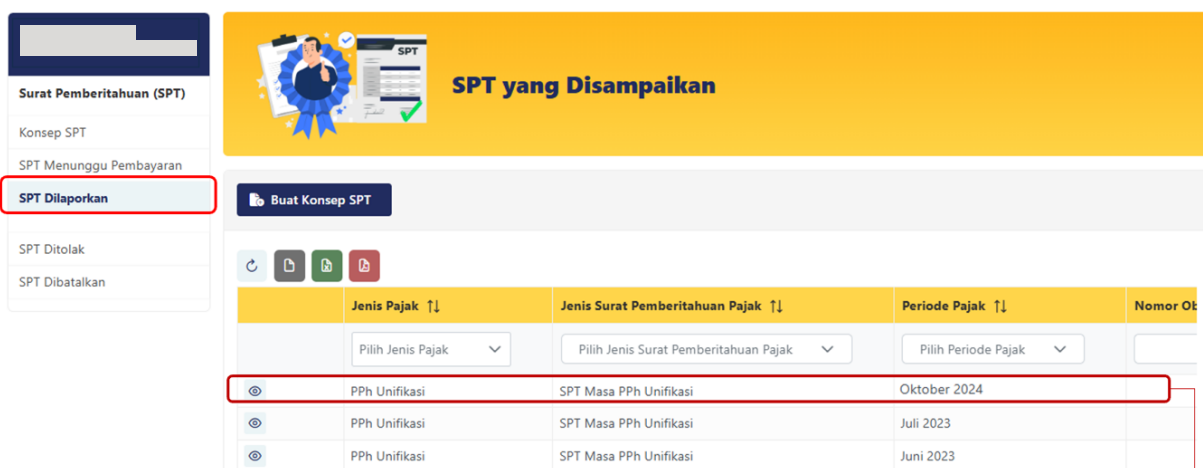 SPT
SPT yang Disampaikan
Surat Pemberitahuan (SPT)
Konsep SPT
SPT Menunggu Pembayaran
SPT Dilaporkan
SPT Ditolak
SPT Dibatalkan
Buat Konsep SPT
Jenis Pajak Jenis Surat Pemberitahuan Pajak Periode Pajak Nomor Ob
Pilih Jenis Pajak Pilih Jenis Surat Pemberitahuan Pajak Pilih Periode Pajak
PPh Unifikasi SPT Masa PPh Unifikasi Oktober 2024
PPh Unifikasi SPT Masa PPh Unifikasi Juli 2023
PPh Unifikasi SPT Masa PPh Unifikasi Juni 2023